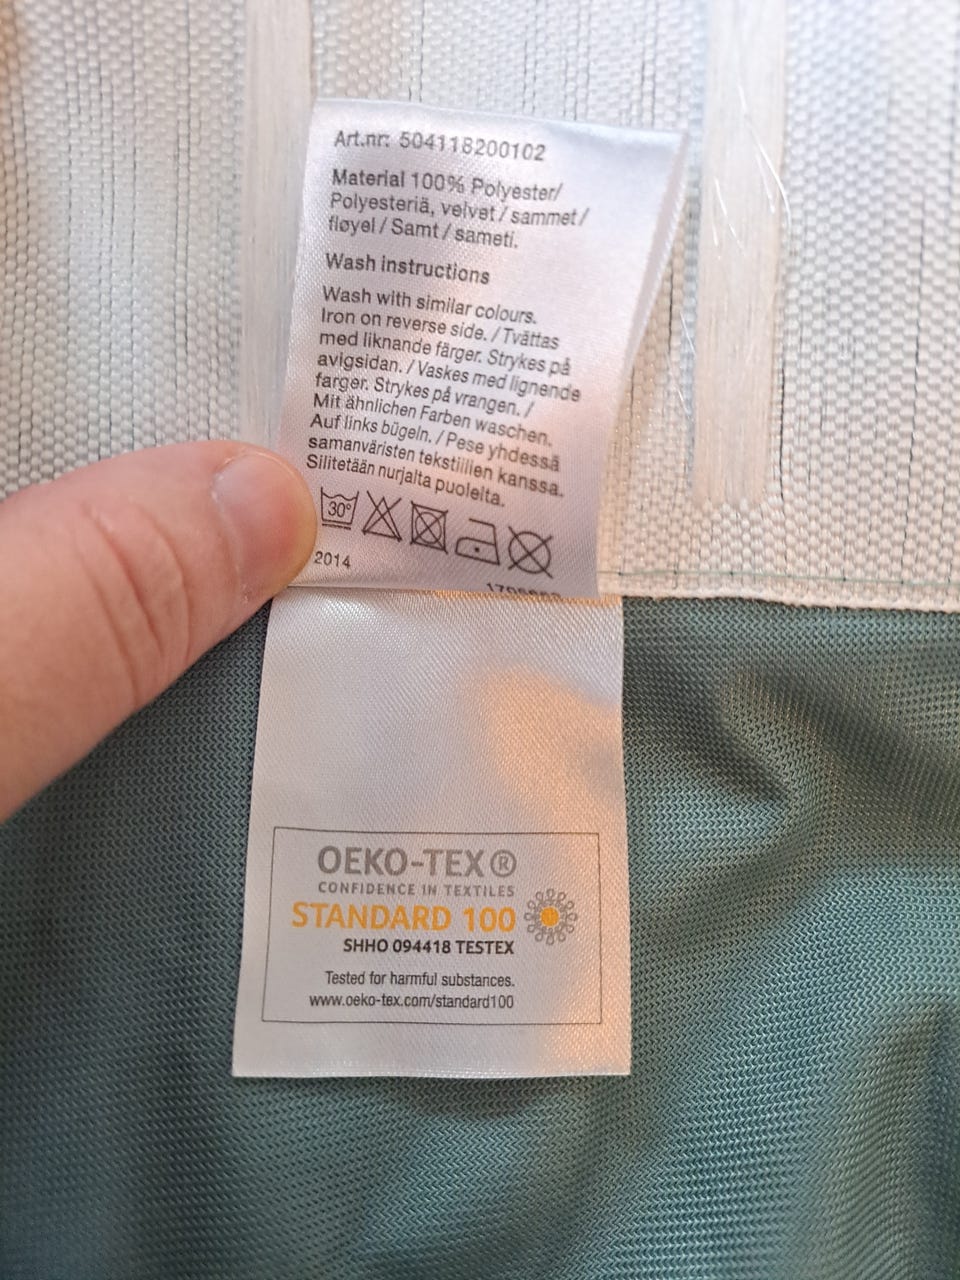 Art.nr: 504118200102
Material 100% Polyester/
Polyesteriä, velvet / sammet /
fløyel / Samt / sameti.
Wash instructions
Wash with similar colours.
Iron on reverse side. / Tvättas
med liknande färger. Strykes på
avigsidan. / Vaskes med lignende
farger. Strykes på vrangen. /
Mit ähnlichen Farben waschen.
Auf links bügeln. / Pese yhdessä
samanväristen tekstiilien kanssa.
Silitetään nurjalta puolelta.
30°
2014
OEKO-TEX®
CONFIDENCE IN TEXTILES
STANDARD 100
SHHO 094418 TESTEX
Tested for harmful substances.
www.oeko-tex.com/standard100